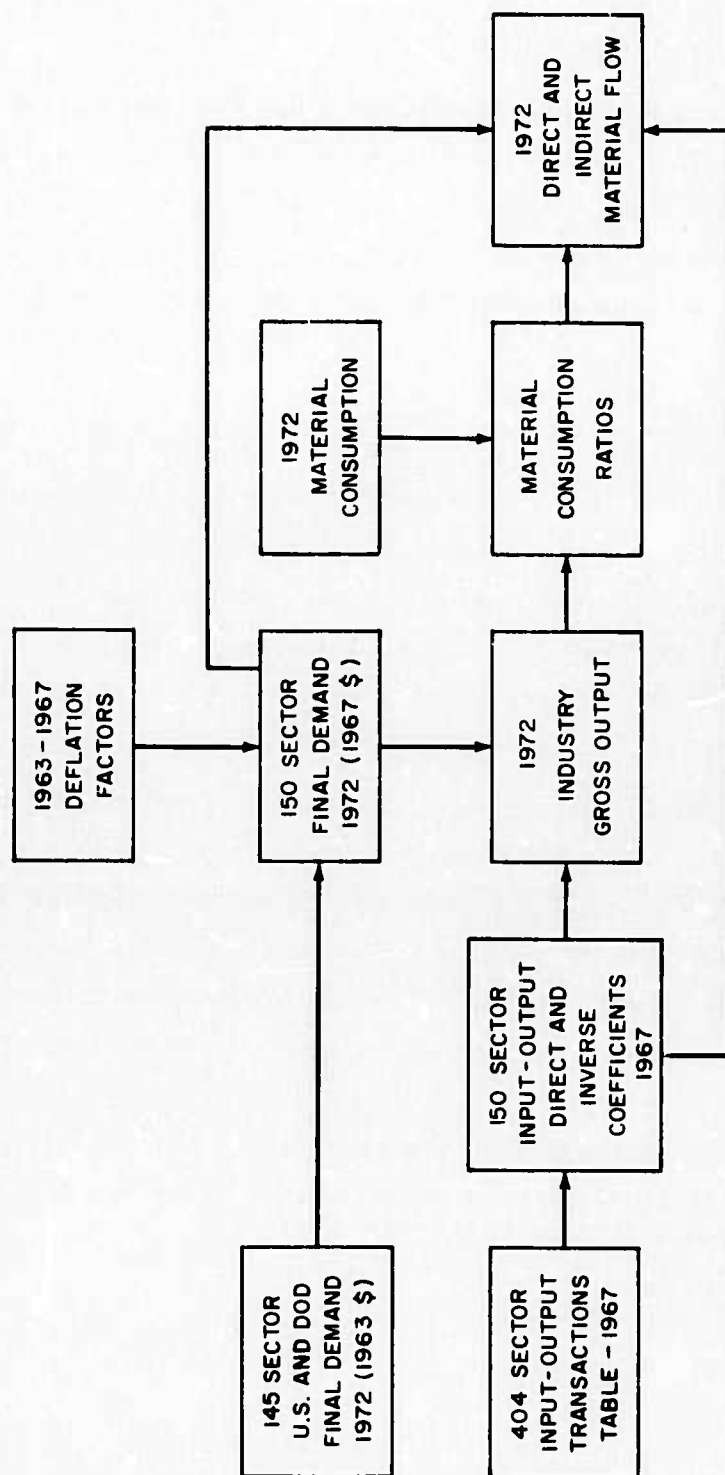 1963-1967
DEFLATION
FACTORS
145 SECTOR
U.S. AND DOD
FINAL DEMAND
1972 (1963 $)
150 SECTOR
FINAL DEMAND
1972 (1967 $)
1972
MATERIAL
CONSUMPTION
404 SECTOR
INPUT-OUTPUT
TRANSACTIONS
TABLE - 1967
150 SECTOR
INPUT-OUTPUT
DIRECT AND
INVERSE
COEFFICIENTS
1967
1972
INDUSTRY
GROSS OUTPUT
MATERIAL
CONSUMPTION
RATIOS
1972
DIRECT AND
INDIRECT
MATERIAL FLOW